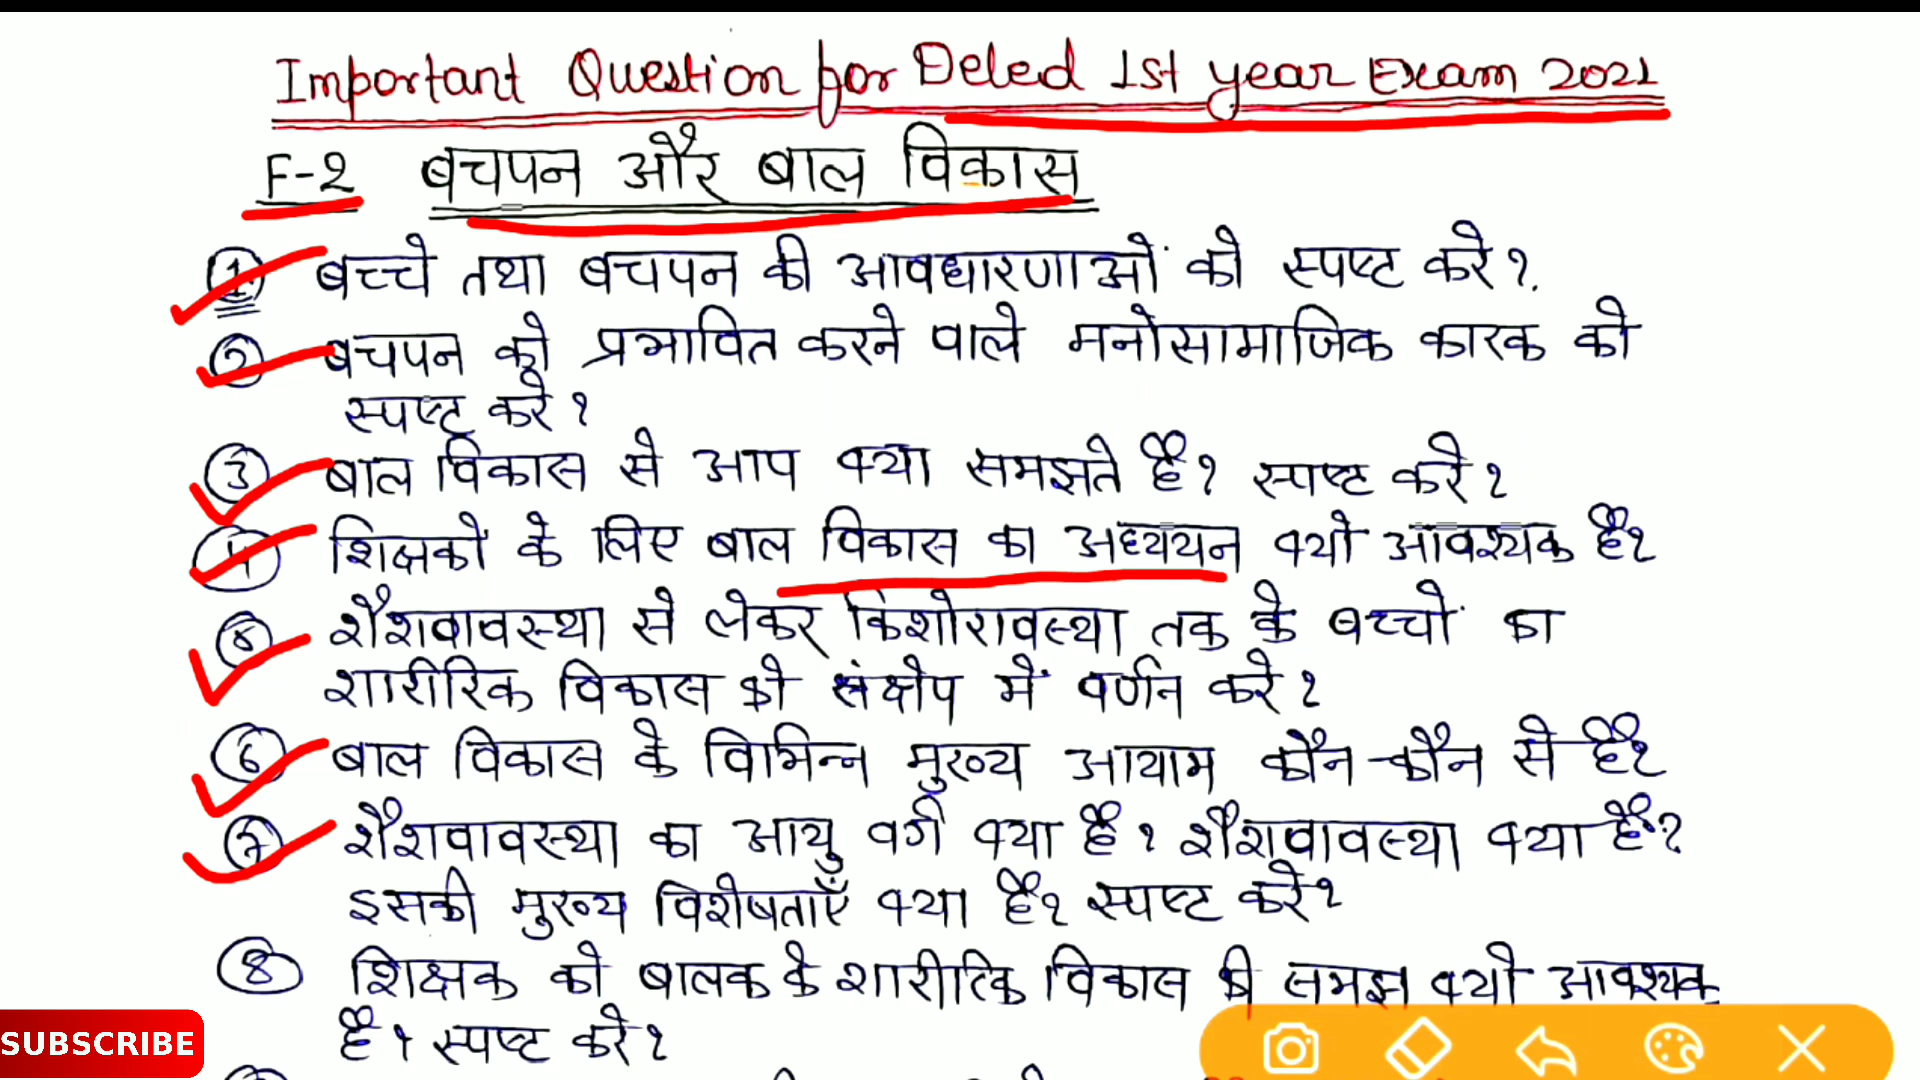 Important Question for Deled 1st year Exam 2021
F-2 बचपन और बाल विकास
1 बच्चे तथा बचपन की आवधारणाओं को स्पष्ट करे?
2 बचपन को प्रभावित करने वाले मनोसामाजिक कारक को
स्पष्ट करे?
3 बाल विकास से आप क्या समझते है? स्पष्ट करे?
4 शिक्षकों के लिए बाल विकास का अध्ययन क्यों आवश्यक है?
5 शैशवावस्था से लेकर किशोरावस्था तक के बच्चों का
शारीरिक विकास को संक्षेप में वर्णन करे?
6 बाल विकास के विभिन्न मुख्य आयाम कौन-कौन से है?
7 शैशवावस्था का आयु वर्ग क्या है? शैशवावस्था क्या है?
इसकी मुख्य विशेषताएँ क्या है? स्पष्ट करे?
8 शिक्षक को बालक के शारीरिक विकास की समझ क्यों आवश्यक
है? स्पष्ट करे?
SUBSCRIBE